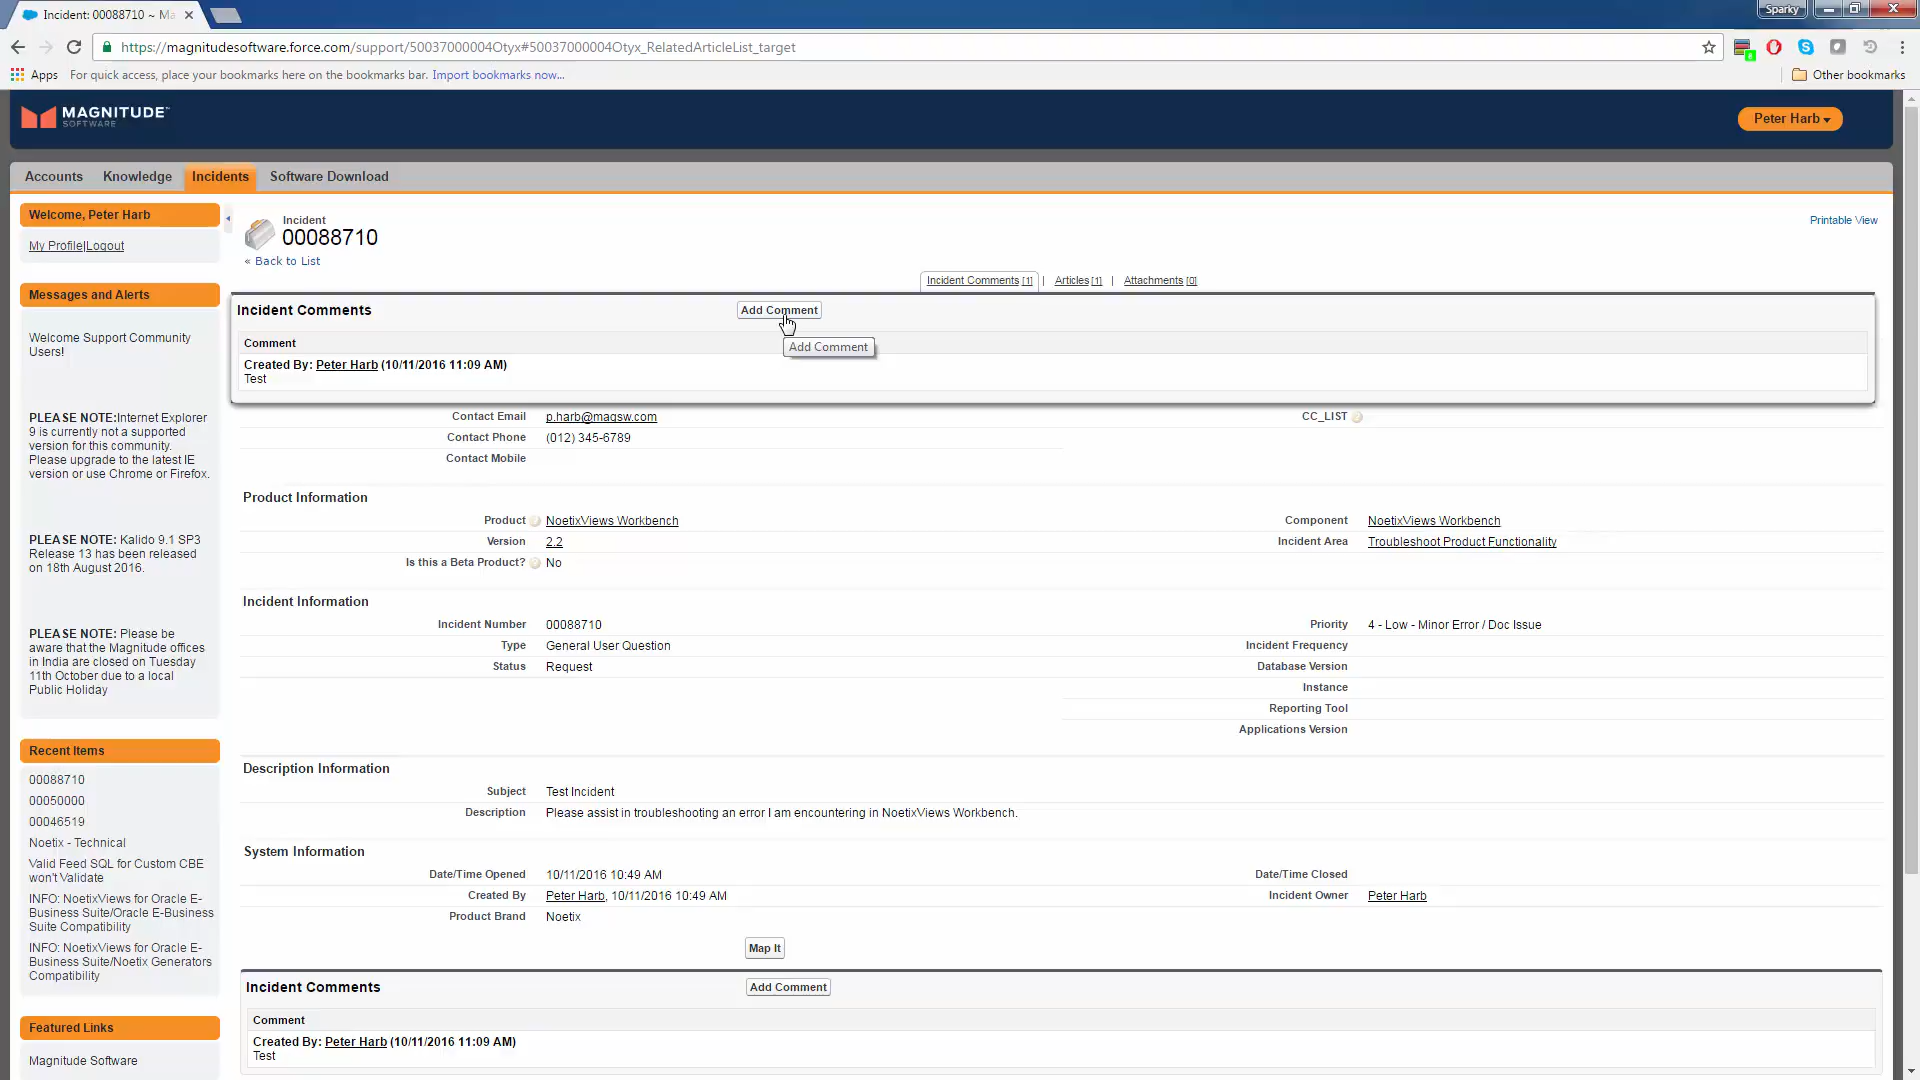 Incident: 00088710 ~ Ma
Sparky
https://magnitudesoftware.force.com/support/50037000004Otyx#50037000004Otyx_RelatedArticleList_target
Apps
For quick access, place your bookmarks here on the bookmarks bar. Import bookmarks now...
Other bookmarks
MAGNITUDE
SOFTWARE
Peter Harb
Accounts
Knowledge
Incidents
Software Download
Welcome, Peter Harb
My Profile|Logout
Messages and Alerts
Welcome Support Community
Users!
PLEASE NOTE:Internet Explorer
9 is currently not a supported
version for this community.
Please upgrade to the latest IE
version or use Chrome or Firefox.
PLEASE NOTE: Kalido 9.1 SP3
Release 13 has been released
on 18th August 2016.
PLEASE NOTE: Please be
aware that the Magnitude offices
in India are closed on Tuesday
11th October due to a local
Public Holiday
Recent Items
00088710
00050000
00046519
Noetix - Technical
Valid Feed SQL for Custom CBE
won't Validate
INFO: NoetixViews for Oracle E-
Business Suite/Oracle E-Business
Suite Compatibility
INFO: NoetixViews for Oracle E-
Business Suite/Noetix Generators
Compatibility
Featured Links
Magnitude Software
Incident
00088710
« Back to List
Printable View
Incident Comments [1] | Articles [1] | Attachments [0]
Incident Comments
Add Comment
Comment
Add Comment
Created By: Peter Harb (10/11/2016 11:09 AM)
Test
Contact Email p.harb@magsw.com
CC_LIST
Contact Phone (012) 345-6789
Contact Mobile
Product Information
Product NoetixViews Workbench
Component NoetixViews Workbench
Version 2.2
Incident Area Troubleshoot Product Functionality
Is this a Beta Product? No
Incident Information
Incident Number 00088710
Priority 4 - Low - Minor Error / Doc Issue
Type General User Question
Incident Frequency
Status Request
Database Version
Instance
Reporting Tool
Applications Version
Description Information
Subject Test Incident
Description Please assist in troubleshooting an error I am encountering in NoetixViews Workbench.
System Information
Date/Time Opened 10/11/2016 10:49 AM
Date/Time Closed
Created By Peter Harb, 10/11/2016 10:49 AM
Incident Owner Peter Harb
Product Brand Noetix
Map It
Incident Comments
Add Comment
Comment
Created By: Peter Harb (10/11/2016 11:09 AM)
Test